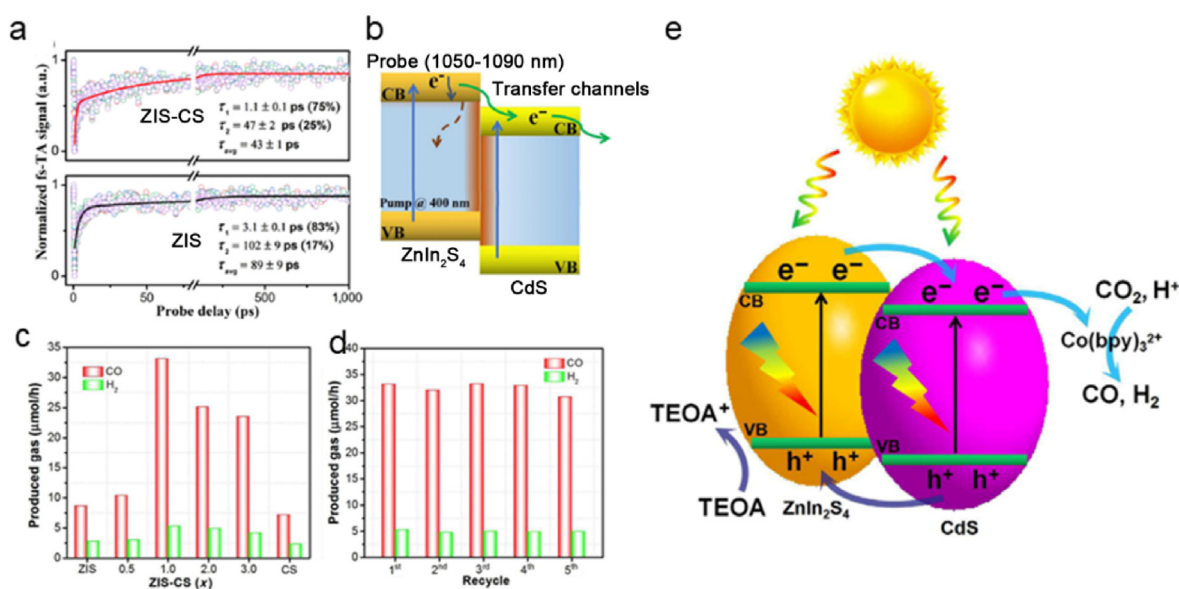 a
Normalized fs-TA signal (a.u.)
1
0
ZIS-CS
τ₁ = 1.1 ± 0.1 ps (75%)
τ₂ = 47 ± 2 ps (25%)
τavg = 43 ± 1 ps
1
0
ZIS
τ₁ = 3.1 ± 0.1 ps (83%)
τ₂ = 102 ± 9 ps (17%)
τavg = 89 ± 9 ps
0 50 500 1,000
Probe delay (ps)
b
Probe (1050-1090 nm)
e⁻
Transfer channels
CB
e⁻
CB
Pump @ 400 nm
VB
ZnIn₂S₄
VB
CdS
c
Produced gas (μmol/h)
35
30
25
20
15
10
5
0
CO
H₂
ZIS 0.5 1.0 2.0 3.0 CS
ZIS-CS (x)
d
Produced gas (μmol/h)
40
35
30
25
20
15
10
5
0
CO
H₂
1st 2nd 3rd 4th 5th
Recycle
e
e⁻ e⁻
CB
e⁻ e⁻
CB
CO₂, H⁺
Co(bpy)₃²⁺
CO, H₂
TEOA⁺
VB
h⁺ h⁺
VB
h⁺ h⁺
TEOA
ZnIn₂S₄
CdS